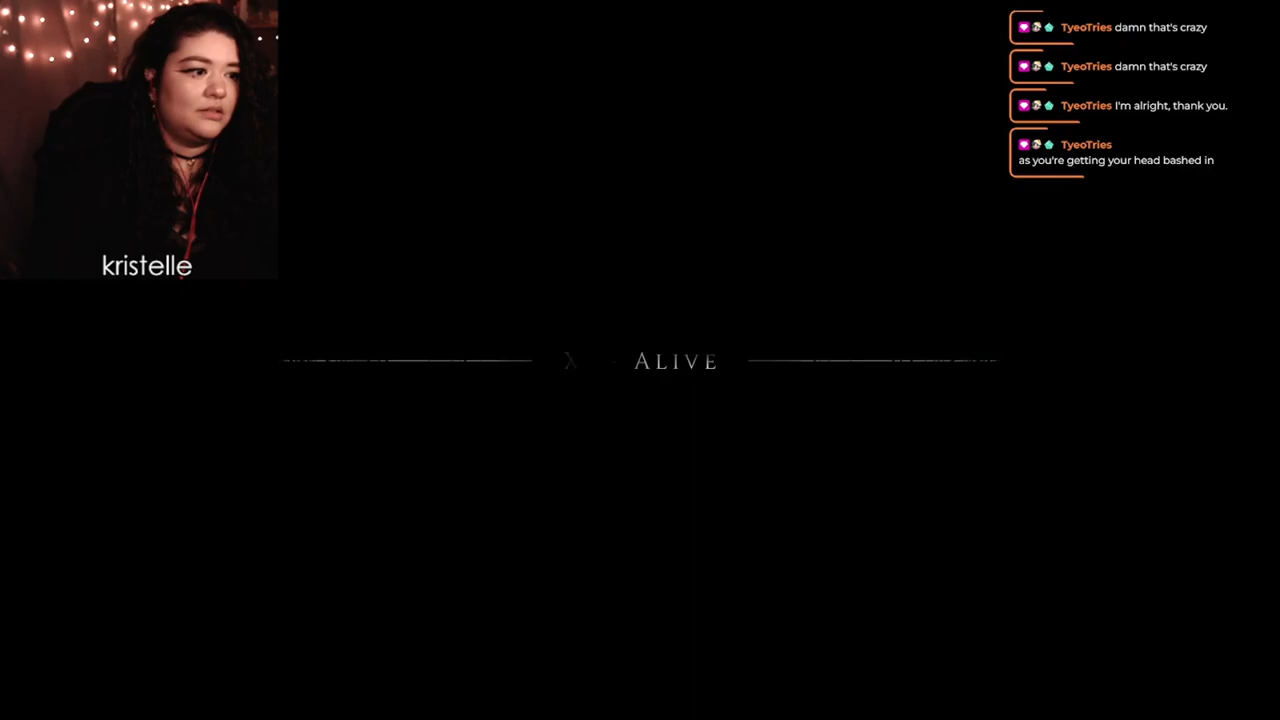 kristelle
X Alive
TyeoTries damn that's crazy
TyeoTries damn that's crazy
TyeoTries I'm alright, thank you.
TyeoTries
as you're getting your head bashed in